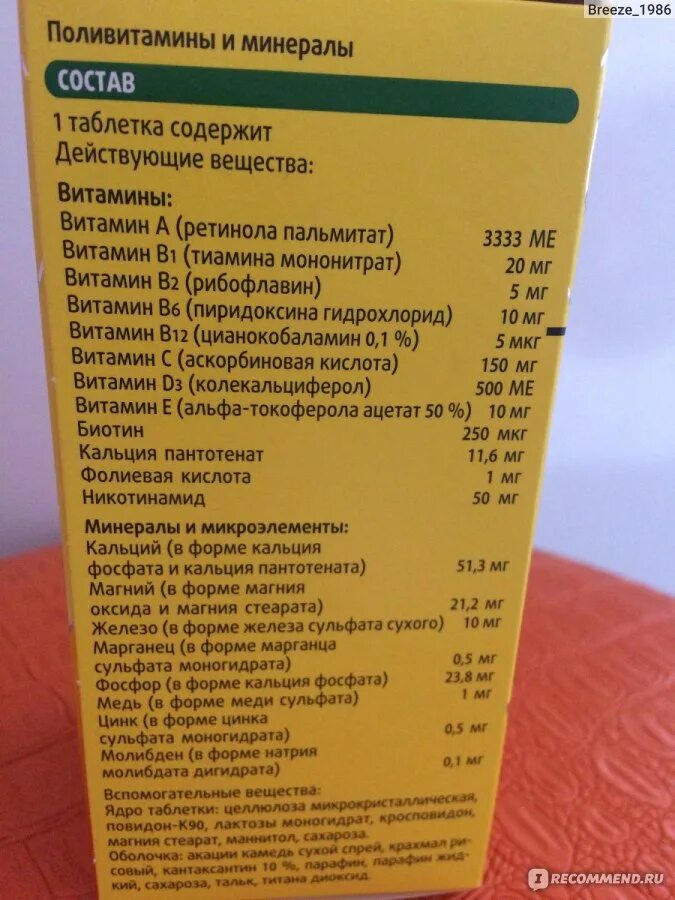 Breeze_1986
Поливитамины и минералы
СОСТАВ
1 таблетка содержит
Действующие вещества:
Витамины:
Витамин А (ретинола пальмитат) 3333 МЕ
Витамин В1 (тиамина мононитрат) 20 мг
Витамин В2 (рибофлавин) 5 мг
Витамин В6 (пиридоксина гидрохлорид) 10 мг
Витамин В12 (цианокобаламин 0,1 %) 5 мкг
Витамин С (аскорбиновая кислота) 150 мг
Витамин D3 (колекальциферол) 500 МЕ
Витамин Е (альфа-токоферола ацетат 50 %) 10 мг
Биотин 250 мкг
Кальция пантотенат 11,6 мг
Фолиевая кислота 1 мг
Никотинамид 50 мг
Минералы и микроэлементы:
Кальций (в форме кальция
фосфата и кальция пантотената) 51,3 мг
Магний (в форме магния
оксида и магния стеарата) 21,2 мг
Железо (в форме железа сульфата сухого) 10 мг
Марганец (в форме марганца
сульфата моногидрата) 0,5 мг
Фосфор (в форме кальция фосфата) 23,8 мг
Медь (в форме меди сульфата) 1 мг
Цинк (в форме цинка
сульфата моногидрата) 0,5 мг
Молибден (в форме натрия
молибдата дигидрата) 0,1 мг
Вспомогательные вещества:
Ядро таблетки: целлюлоза микрокристаллическая,
повидон-К90, лактозы моногидрат, кросповидон,
магния стеарат, маннитол, сахароза.
Оболочка: акации камедь сухой спрей, крахмал ри-
совый, кантаксантин 10 %, парафин, парафин жид-
кий, сахароза, тальк, титана диоксид.
I RECOMMEND.RU